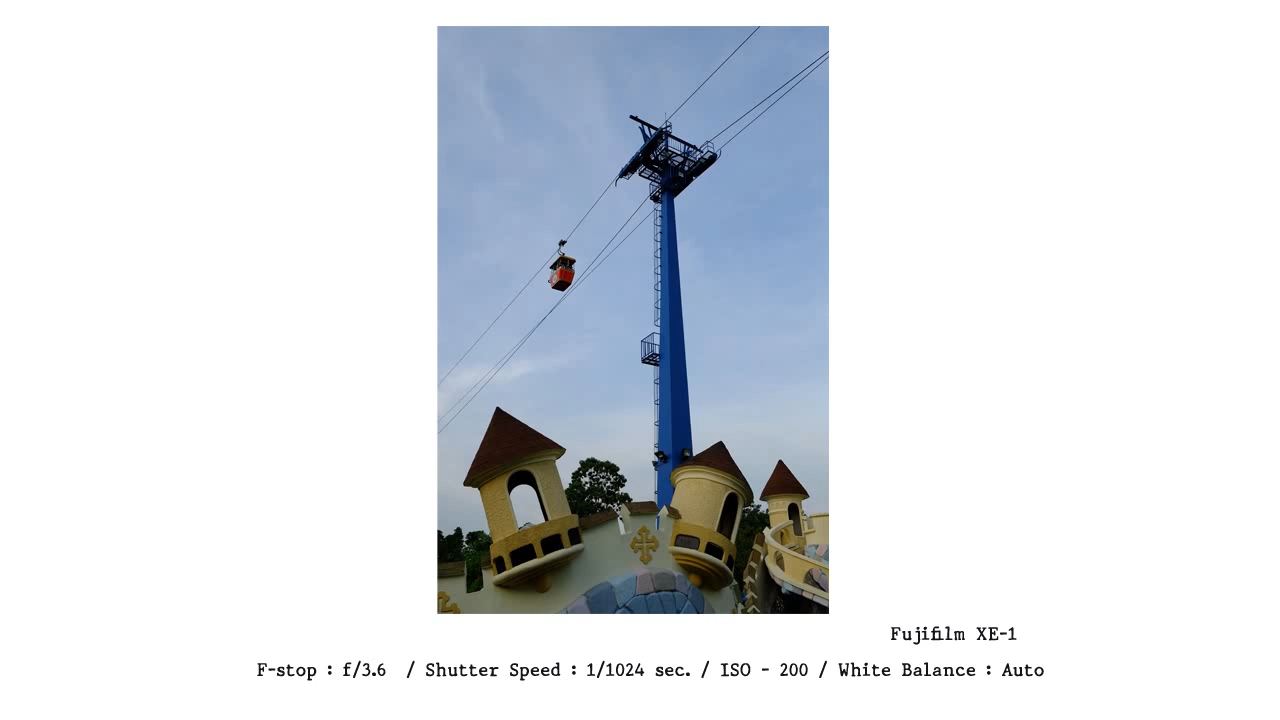 Fujifilm XE-1
F-stop : f/3.6 / Shutter Speed : 1/1024 sec. / ISO - 200 / White Balance : Auto